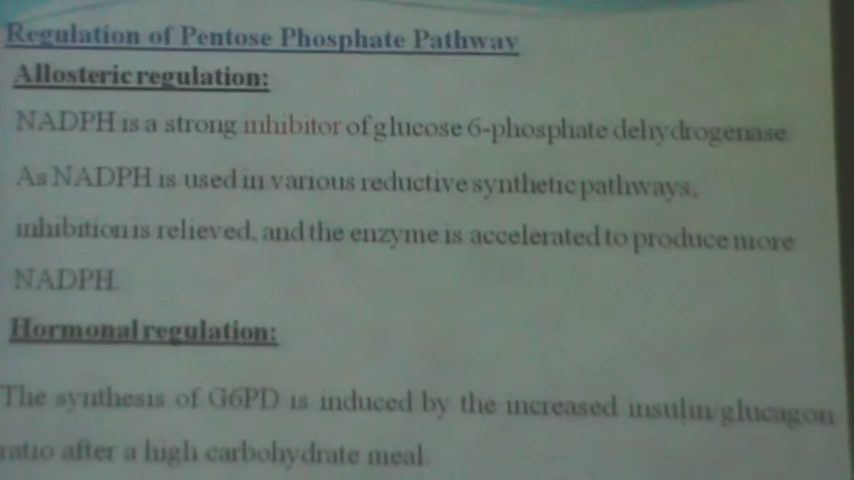 Regulation of Pentose Phosphate Pathway
Allosteric regulation:
NADPH is a strong inhibitor of glucose 6-phosphate dehydrogenase
As NADPH is used in various reductive synthetic pathways,
inhibition is relieved, and the enzyme is accelerated to produce more
NADPH.
Hormonal regulation:
The synthesis of G6PD is induced by the increased insulin/glucagon
ratio after a high carbohydrate meal.